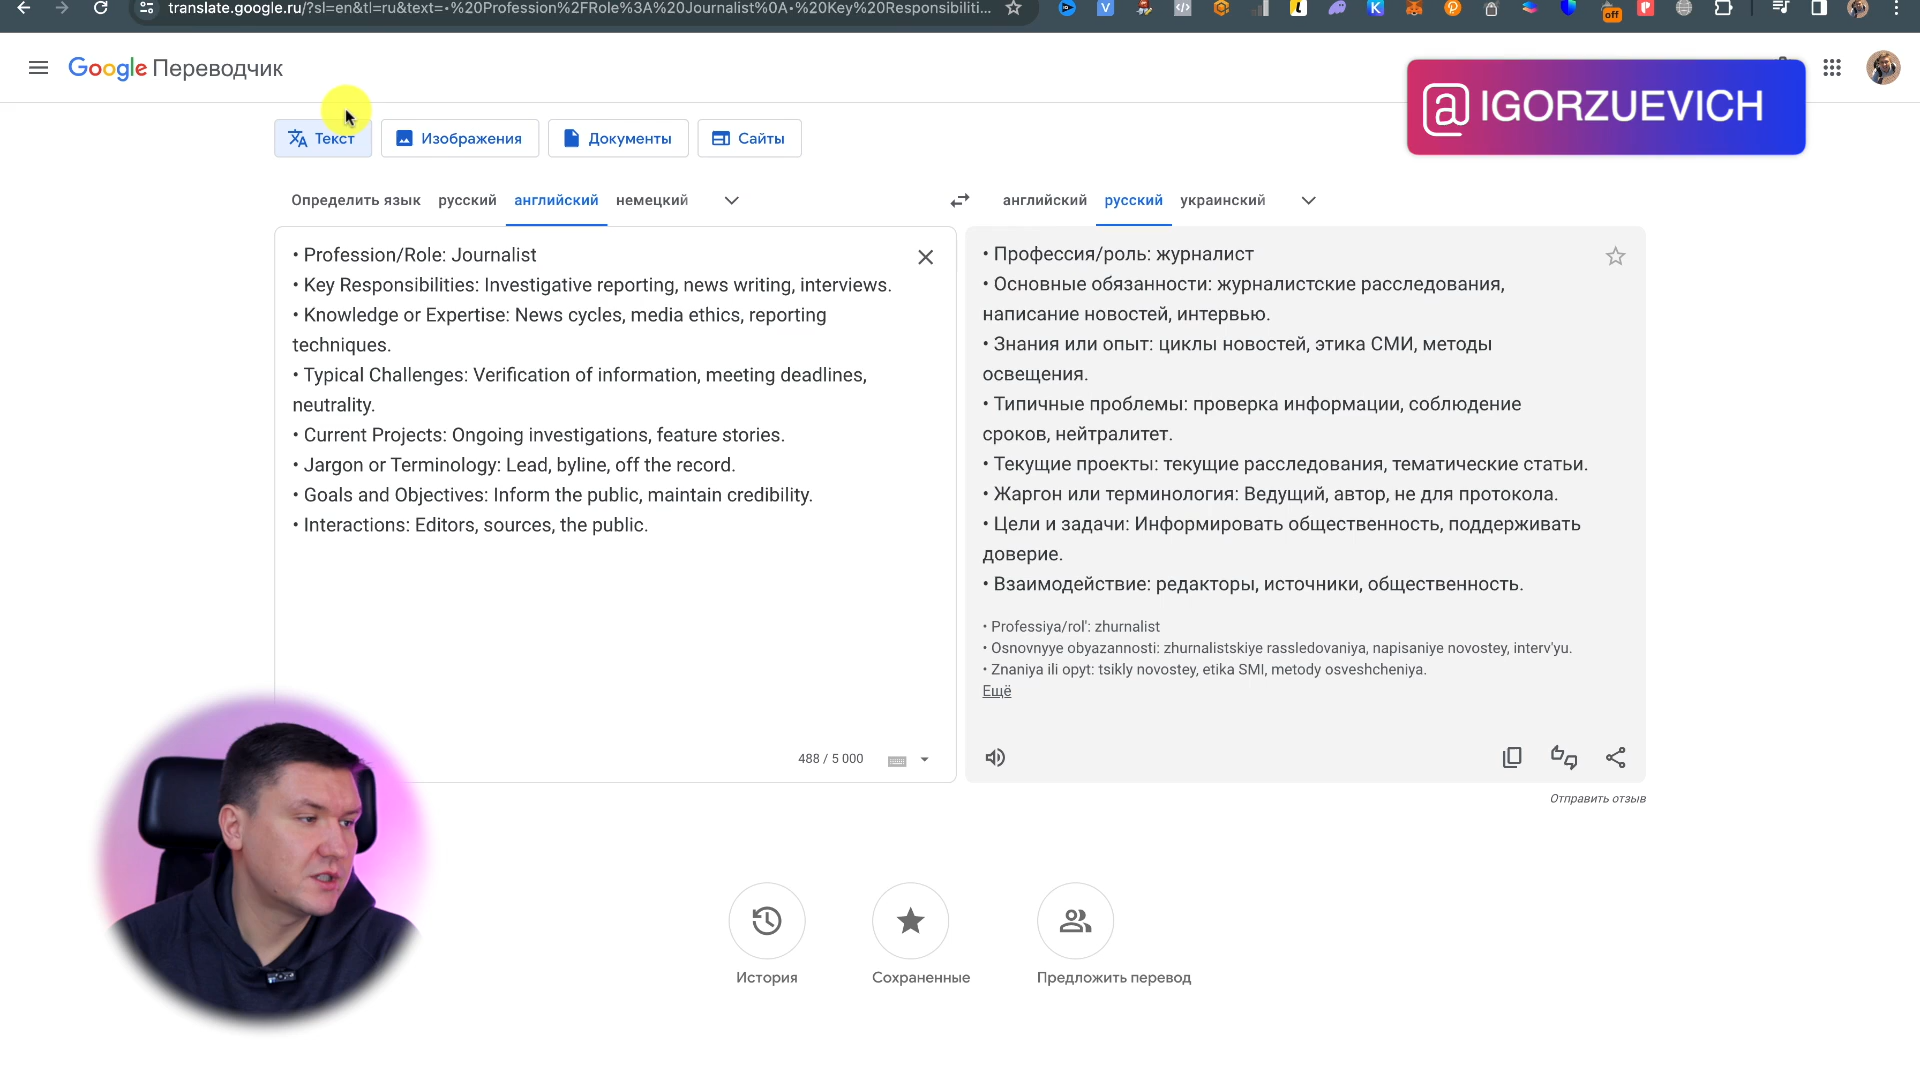 translate.google.ru/?sl=en&tl=ru&text=•%20Profession%2FRole%3A%20Journalist%0A•%20Key%20Responsibiliti...
off
Google Переводчик
@IGORZUEVICH
Текст
Изображения
Документы
Сайты
Определить язык русский английский немецкий
английский русский украинский
• Profession/Role: Journalist
• Key Responsibilities: Investigative reporting, news writing, interviews.
• Knowledge or Expertise: News cycles, media ethics, reporting
techniques.
• Typical Challenges: Verification of information, meeting deadlines,
neutrality.
• Current Projects: Ongoing investigations, feature stories.
• Jargon or Terminology: Lead, byline, off the record.
• Goals and Objectives: Inform the public, maintain credibility.
• Interactions: Editors, sources, the public.
488 / 5 000
• Профессия/роль: журналист
• Основные обязанности: журналистские расследования,
написание новостей, интервью.
• Знания или опыт: циклы новостей, этика СМИ, методы
освещения.
• Типичные проблемы: проверка информации, соблюдение
сроков, нейтралитет.
• Текущие проекты: текущие расследования, тематические статьи.
• Жаргон или терминология: Ведущий, автор, не для протокола.
• Цели и задачи: Информировать общественность, поддерживать
доверие.
• Взаимодействие: редакторы, источники, общественность.
• Professiya/rol': zhurnalist
• Osnovnyye obyazannosti: zhurnalistskiye rassledovaniya, napisaniye novostey, interv'yu.
• Znaniya ili opyt: tsikly novostey, etika SMI, metody osveshcheniya.
Ещё
Отправить отзыв
История
Сохраненные
Предложить перевод